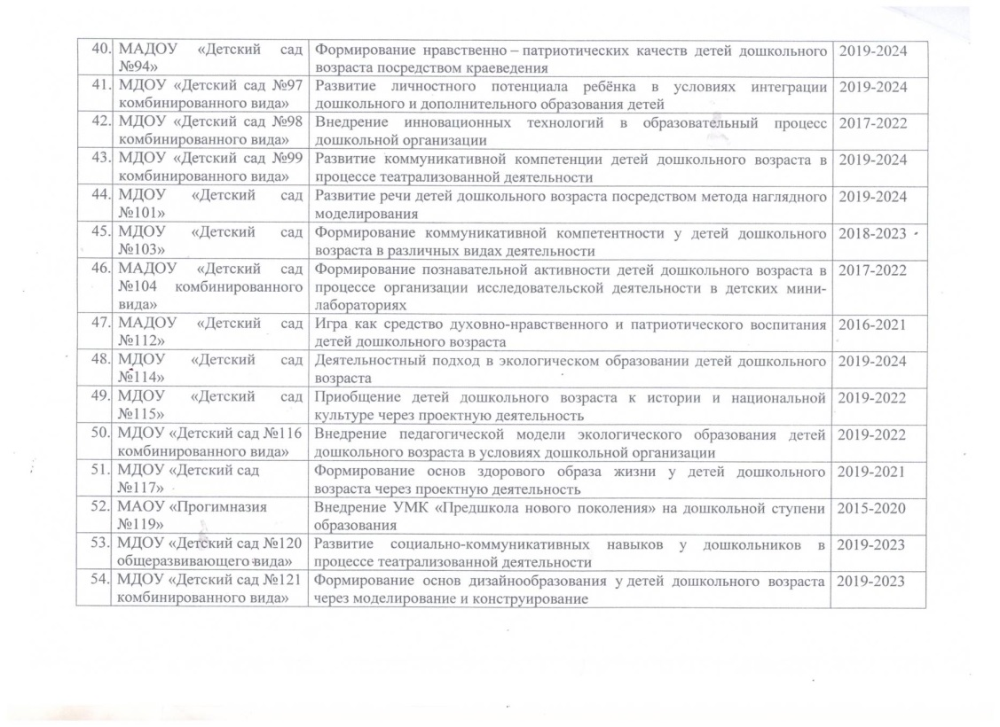 40. МАДОУ «Детский сад Формирование нравственно – патриотических качеств детей дошкольного 2019-2024
№94» возраста посредством краеведения
41. МДОУ «Детский сад №97 Развитие личностного потенциала ребёнка в условиях интеграции 2019-2024
комбинированного вида» дошкольного и дополнительного образования детей
42. МДОУ «Детский сад №98 Внедрение инновационных технологий в образовательный процесс 2017-2022
комбинированного вида» дошкольной организации
43. МДОУ «Детский сад №99 Развитие коммуникативной компетенции детей дошкольного возраста в 2019-2024
комбинированного вида» процессе театрализованной деятельности
44. МДОУ «Детский сад Развитие речи детей дошкольного возраста посредством метода наглядного 2019-2024
№101» моделирования
45. МДОУ «Детский сад Формирование коммуникативной компетентности у детей дошкольного 2018-2023
№103» возраста в различных видах деятельности
46. МАДОУ «Детский сад Формирование познавательной активности детей дошкольного возраста в 2017-2022
№104 комбинированного процессе организации исследовательской деятельности в детских мини-
вида» лабораториях
47. МАДОУ «Детский сад Игра как средство духовно-нравственного и патриотического воспитания 2016-2021
№112» детей дошкольного возраста
48. МДОУ «Детский сад Деятельностный подход в экологическом образовании детей дошкольного 2019-2024
№114» возраста
49. МДОУ «Детский сад Приобщение детей дошкольного возраста к истории и национальной 2019-2022
№115» культуре через проектную деятельность
50. МДОУ «Детский сад №116 Внедрение педагогической модели экологического образования детей 2019-2022
комбинированного вида» дошкольного возраста в условиях дошкольной организации
51. МДОУ «Детский сад Формирование основ здорового образа жизни у детей дошкольного 2019-2021
№117» возраста через проектную деятельность
52. МАОУ «Прогимназия Внедрение УМК «Предшкола нового поколения» на дошкольной ступени 2015-2020
№119» образования
53. МДОУ «Детский сад №120 Развитие социально-коммуникативных навыков у дошкольников в 2019-2023
общеразвивающего вида» процессе театрализованной деятельности
54. МДОУ «Детский сад №121 Формирование основ дизайнообразования у детей дошкольного возраста 2019-2023
комбинированного вида» через моделирование и конструирование